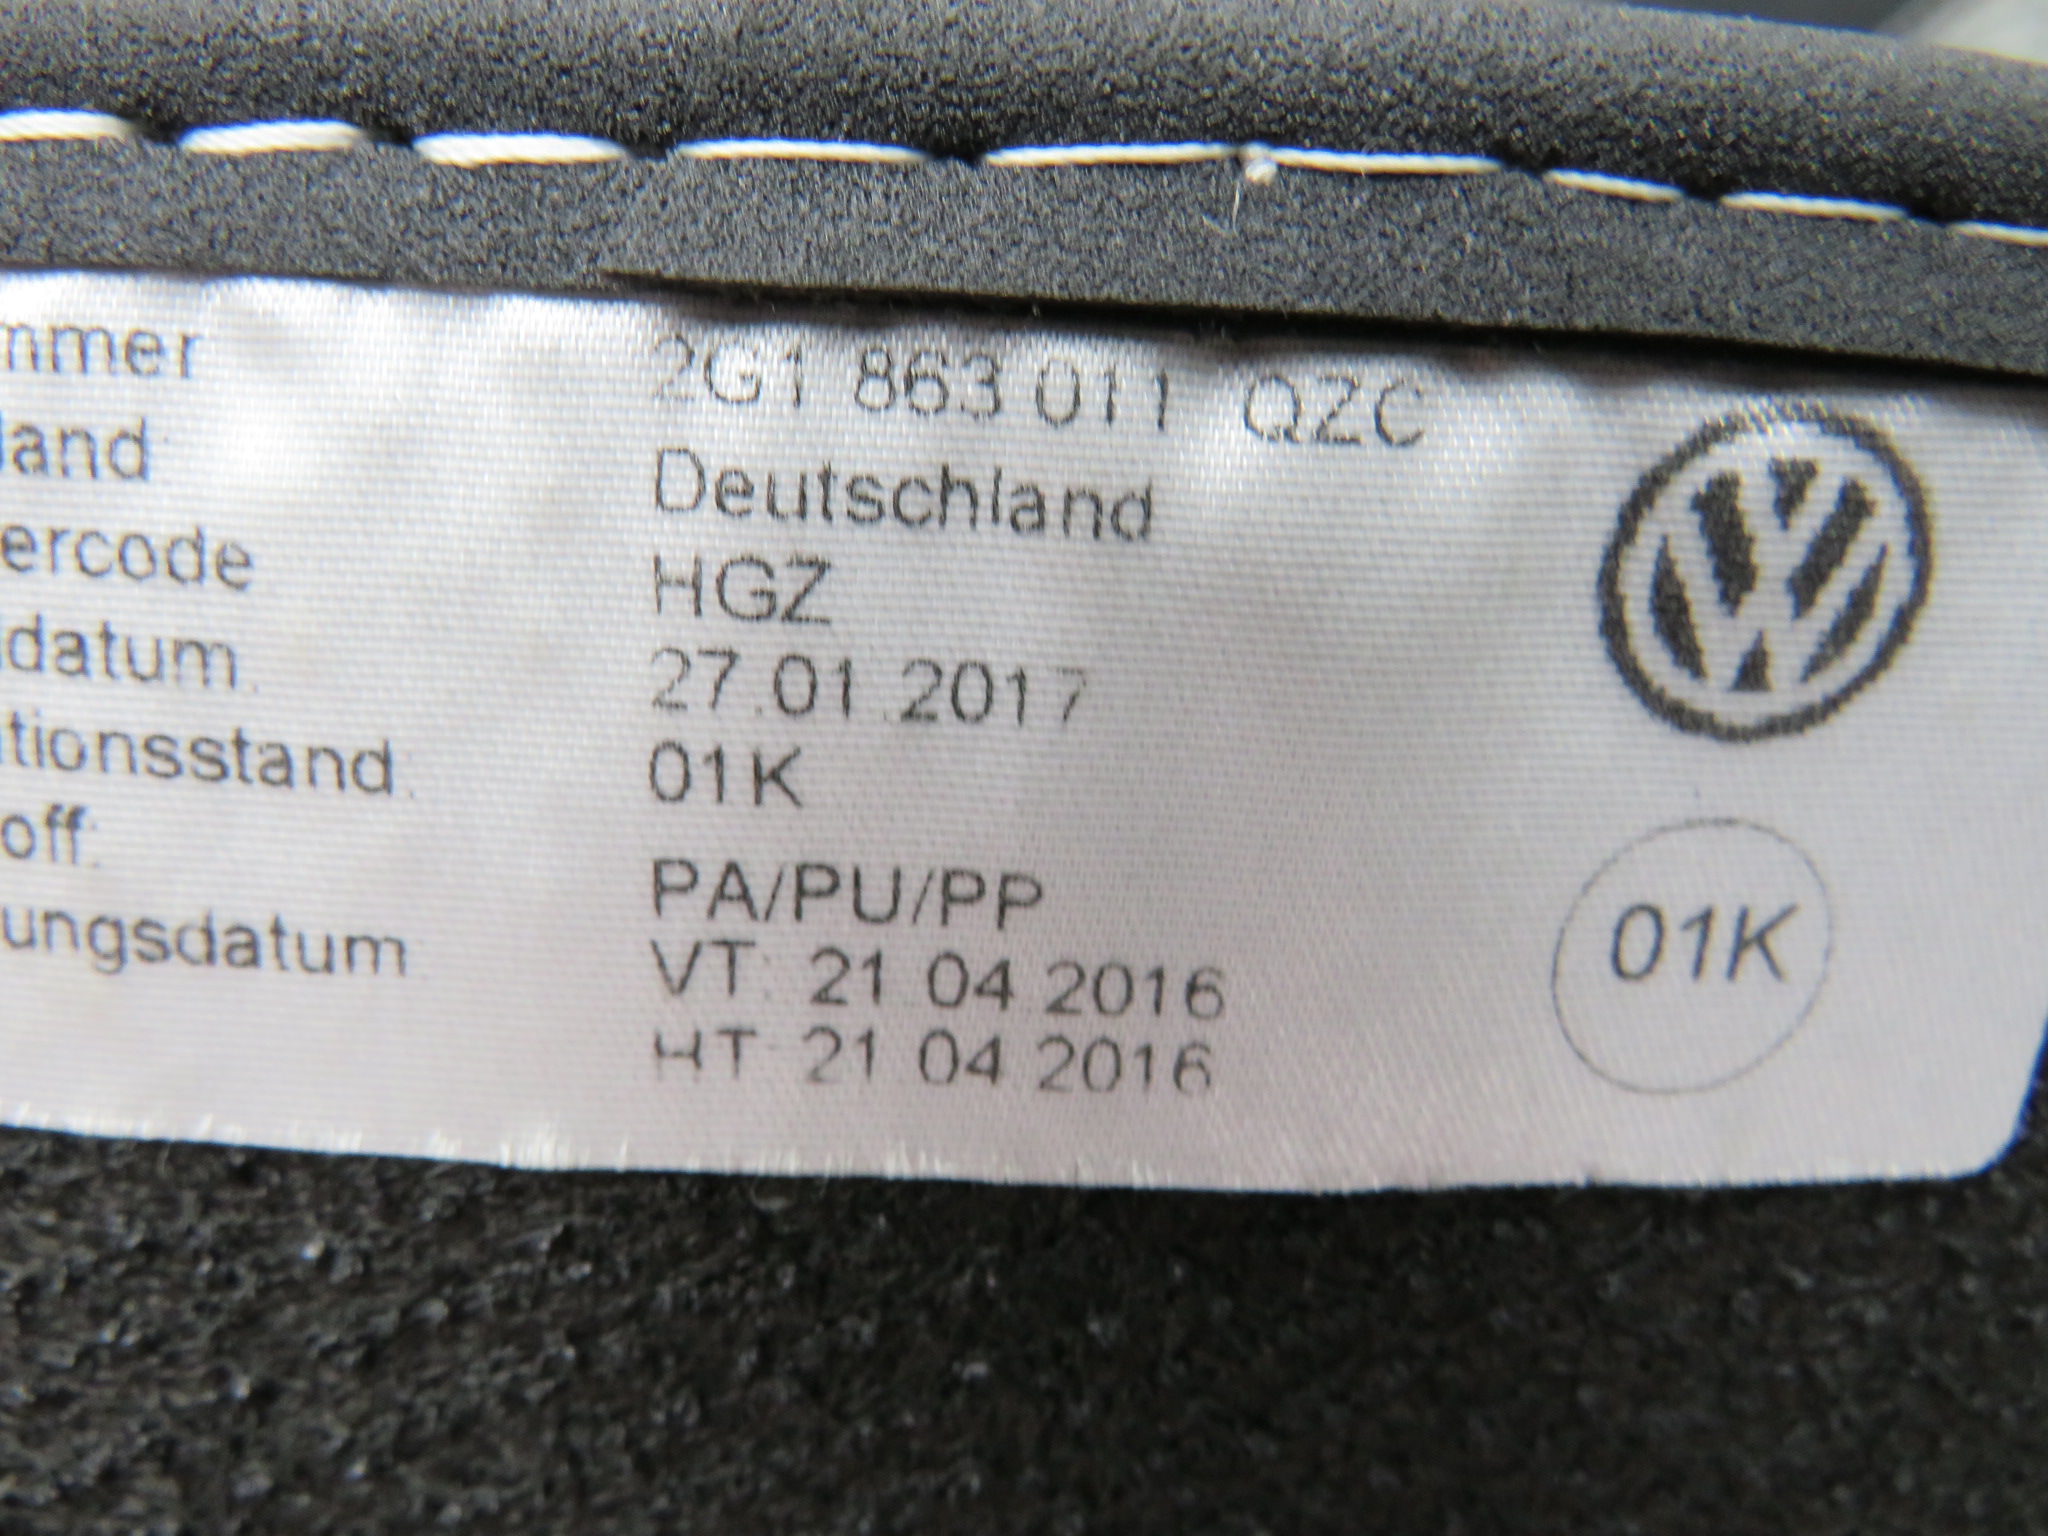 mmer 2G1 863 011 QZC
land Deutschland
ercode HGZ
sdatum. 27.01.2017
tionsstand: 01K
off:
PA/PU/PP
ungsdatum VT: 21.04.2016
HT: 21.04.2016
01K